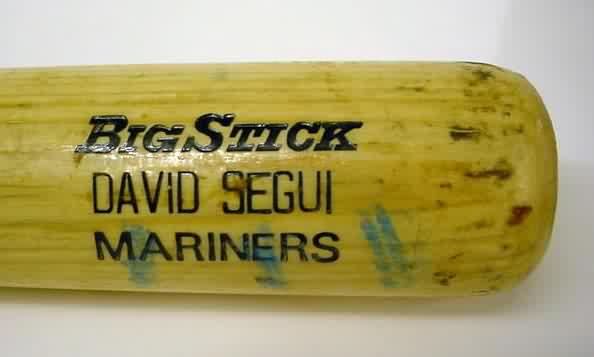 BIG STICK
DAVID SEGUI
MARINERS